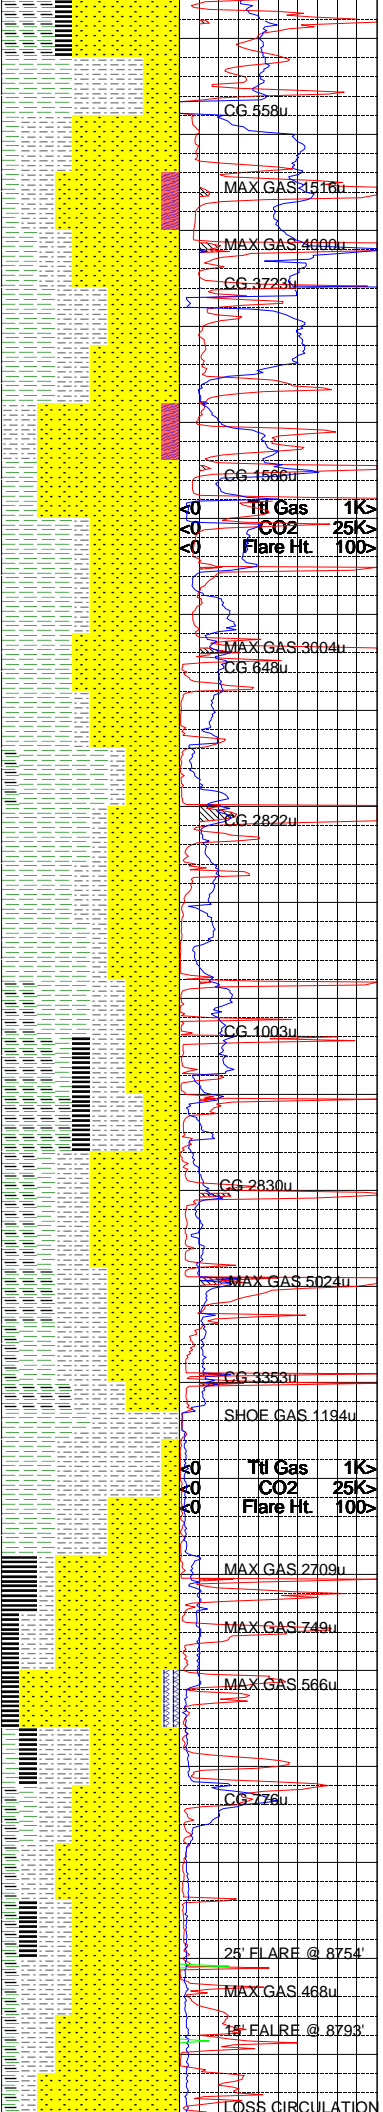 CG 558u
MAX GAS 1516u
MAX GAS 4000u
CG 3723u
CG 1566u
<0 Ttl Gas 1K>
<0 CO2 25K>
<0 Flare Ht. 100>
MAX GAS 3004u
CG 648u
CG 2822u
CG 1003u
CG 2830u
MAX GAS 5024u
CG 3353u
SHOE GAS 1194u
<0 Ttl Gas 1K>
<0 CO2 25K>
<0 Flare Ht. 100>
MAX GAS 2709u
MAX GAS 749u
MAX GAS 566u
CG 776u
25' FLARE @ 8754'
MAX GAS 468u
15' FALRE @ 8793'
LOSS CIRCULATION